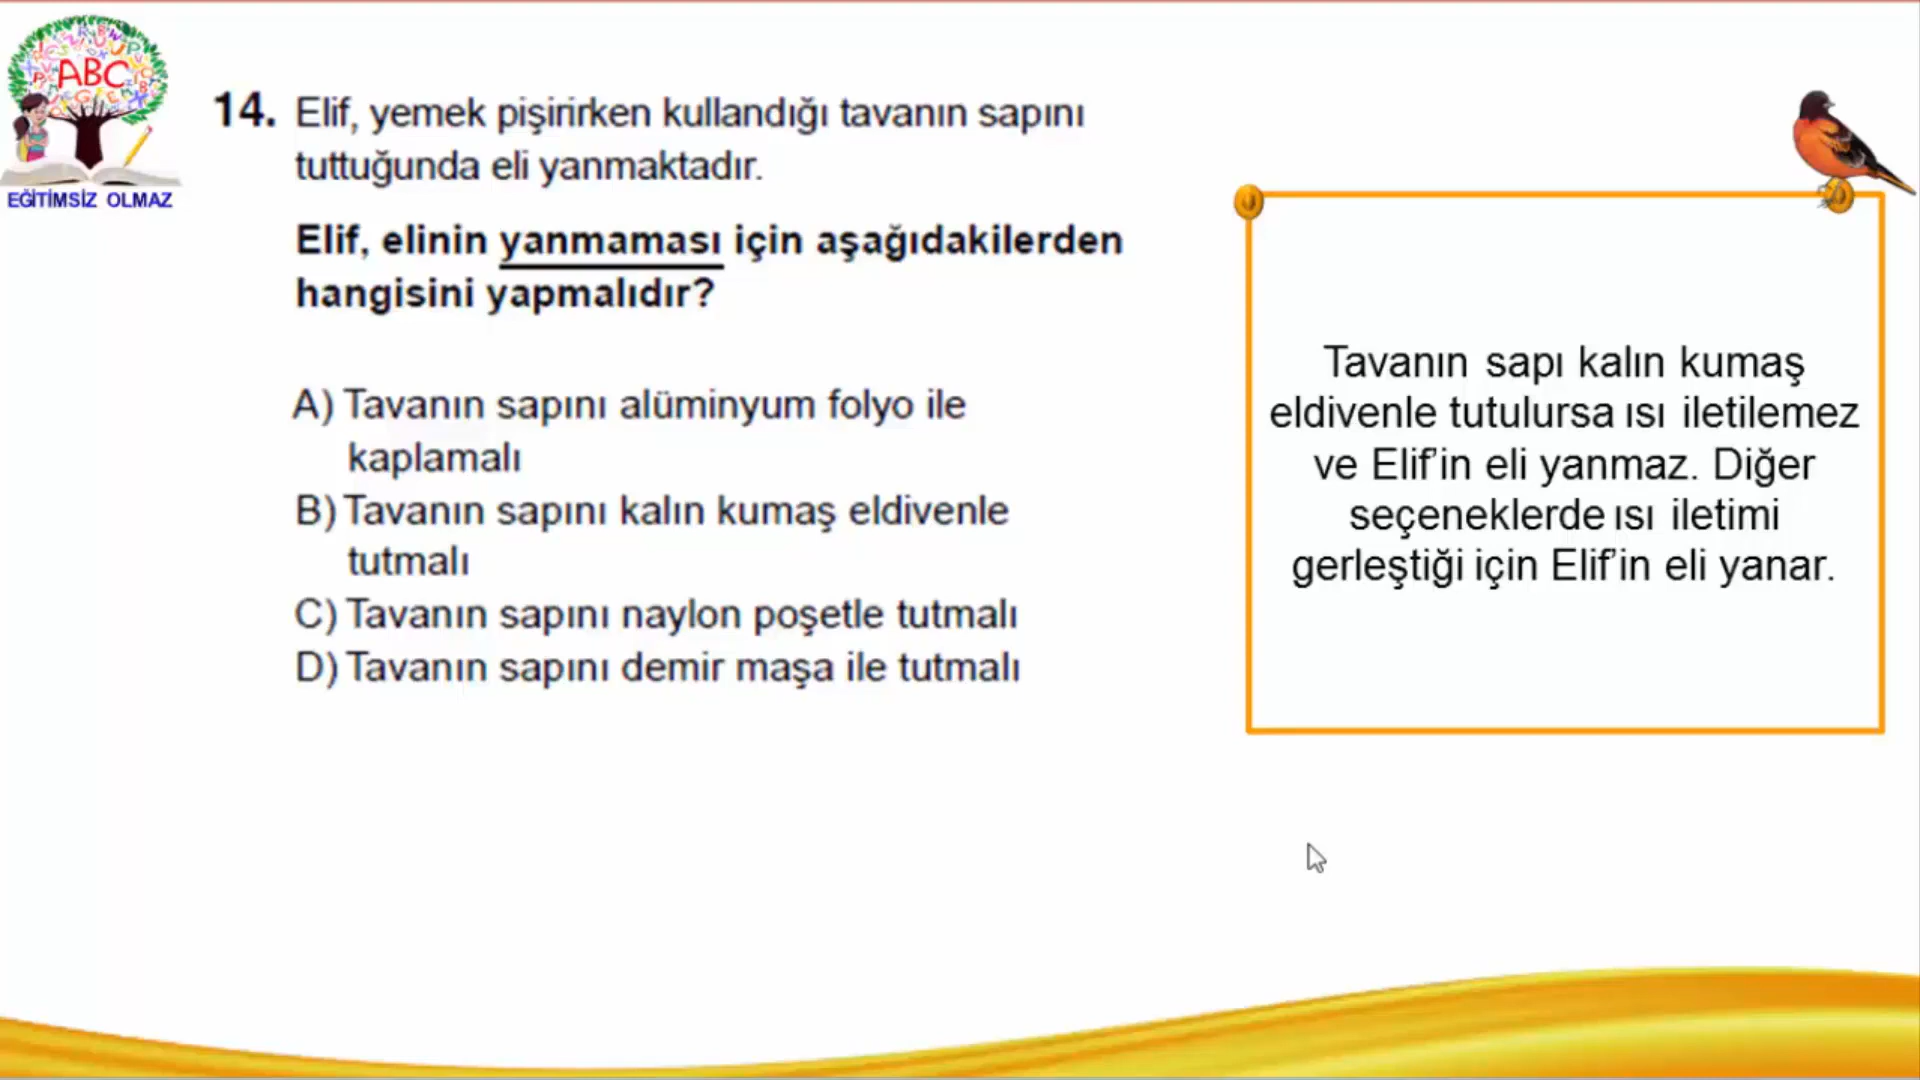 ABC
EĞİTİMSİZ OLMAZ
14. Elif, yemek pişirirken kullandığı tavanın sapını
tuttuğunda eli yanmaktadır.
Elif, elinin yanmaması için aşağıdakilerden
hangisini yapmalıdır?
A) Tavanın sapını alüminyum folyo ile
kaplamalı
B) Tavanın sapını kalın kumaş eldivenle
tutmalı
C) Tavanın sapını naylon poşetle tutmalı
D) Tavanın sapını demir maşa ile tutmalı
Tavanın sapı kalın kumaş
eldivenle tutulursa ısı iletilemez
ve Elif'in eli yanmaz. Diğer
seçeneklerde ısı iletimi
gerleştiği için Elif'in eli yanar.